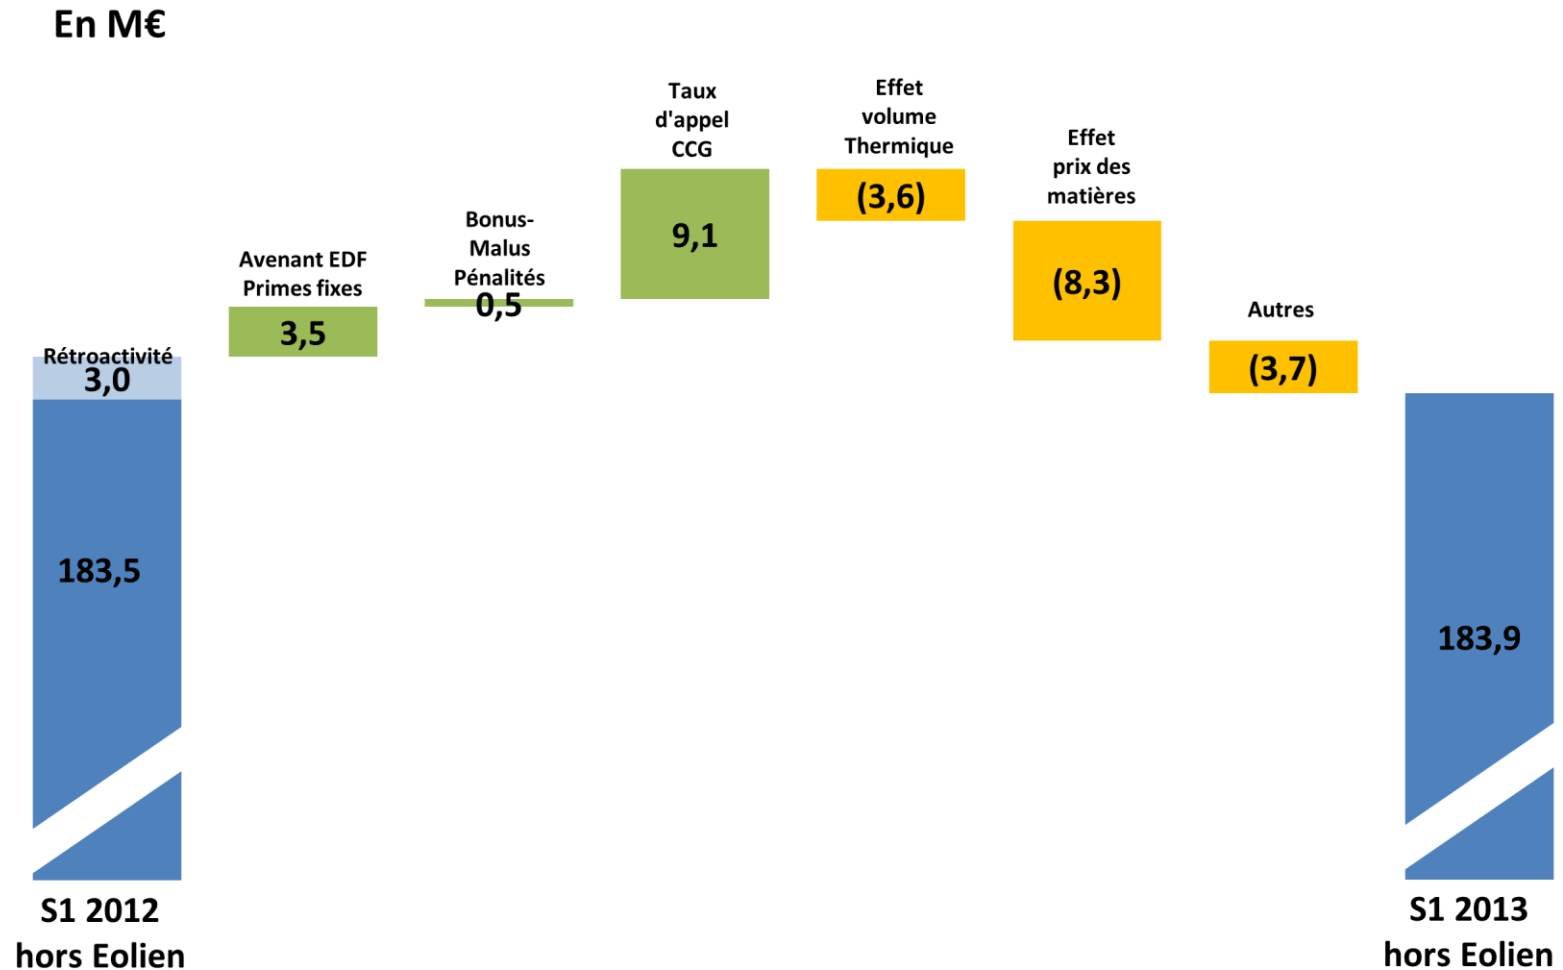 En M€
Rétroactivité
3,0
183,5
S1 2012
hors Eolien
Avenant EDF
Primes fixes
3,5
Bonus-
Malus
Pénalités
0,5
Taux
d'appel
CCG
9,1
Effet
volume
Thermique
(3,6)
Effet
prix des
matières
(8,3)
Autres
(3,7)
183,9
S1 2013
hors Eolien